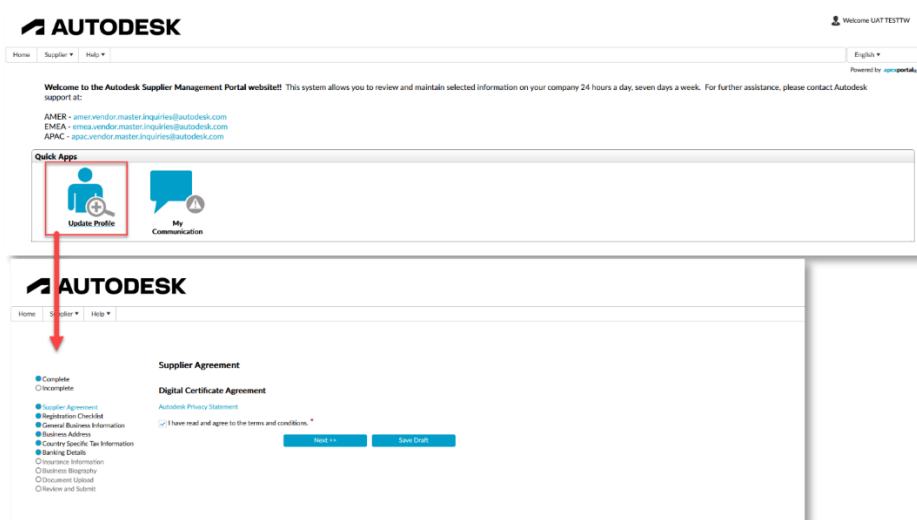 AUTODESK
Welcome UAT TESTTW
Home Supplier ▾ Help ▾ English ▾
Powered by apexportal
Welcome to the Autodesk Supplier Management Portal website!! This system allows you to review and maintain selected information on your company 24 hours a day, seven days a week. For further assistance, please contact Autodesk
support at:
AMER - amer.vendor.master.inquiries@autodesk.com
EMEA - emea.vendor.master.inquiries@autodesk.com
APAC - apac.vendor.master.inquiries@autodesk.com
Quick Apps
Update Profile
My
Communication
AUTODESK
Home Supplier ▾ Help ▾
Complete
Incomplete
Supplier Agreement
Registration Checklist
General Business Information
Business Address
Country Specific Tax Information
Banking Details
Insurance Information
Business Biography
Document Upload
Review and Submit
Supplier Agreement
Digital Certificate Agreement
Autodesk Privacy Statement
I have read and agree to the terms and conditions. *
Next >> Save Draft